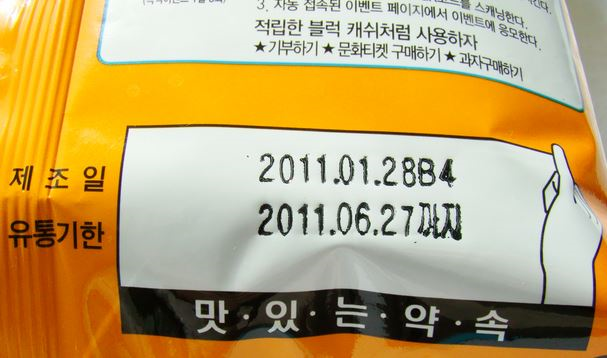 3. 자동 접속된 이벤트 페이지에서 이벤트에 응모한다.
적립한 블럭 캐쉬처럼 사용하자
★기부하기 ★문화티켓 구매하기 ★과자구매하기
제조일 2011.01.28B4
유통기한 2011.06.27까지
맛·있·는·약·속